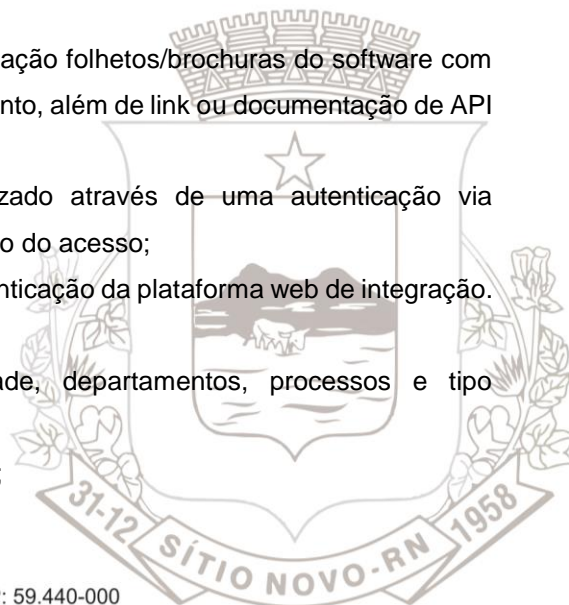 ação folhetos/brochuras do software com
nto, além de link ou documentação de API
zado através de uma autenticação via
o do acesso;
nticação da plataforma web de integração.
ade, departamentos, processos e tipo
;
31-12 SÍTIO NOVO-RN 1958
: 59.440-000